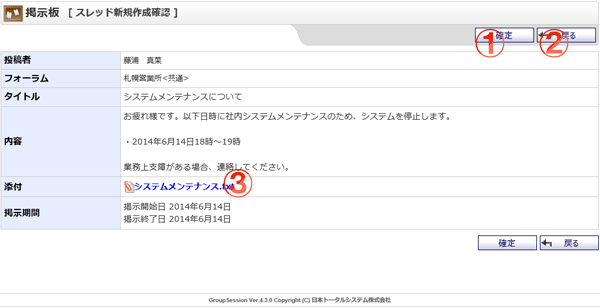 掲示板 [ スレッド新規作成確認 ]
① 確定 ② 戻る
投稿者 藤浦 真菜
フォーラム 札幌営業所<共通>
タイトル システムメンテナンスについて
お疲れ様です。以下日時に社内システムメンテナンスのため、システムを停止します。
内容 ・2014年6月14日18時～19時
業務上支障がある場合、連絡してください。
添付 システムメンテナンス.txt ③
掲示期間 掲示開始日 2014年6月14日
掲示終了日 2014年6月14日
確定 戻る
GroupSession Ver.4.3.0 Copyright (C) 日本トータルシステム株式会社